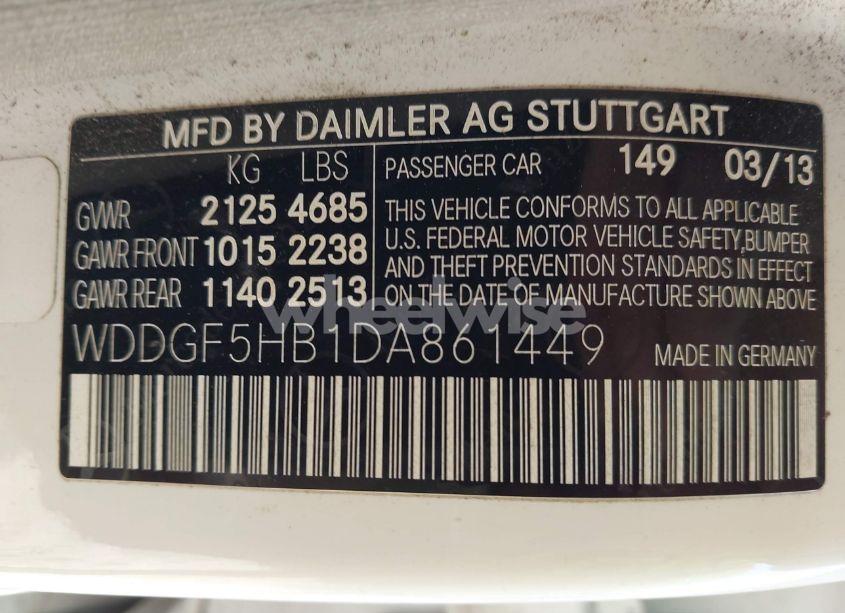 MFD BY DAIMLER AG STUTTGART
KG LBS
GVWR 2125 4685
GAWR FRONT 1015 2238
GAWR REAR 1140 2513
PASSENGER CAR 149 03/13
THIS VEHICLE CONFORMS TO ALL APPLICABLE
U.S. FEDERAL MOTOR VEHICLE SAFETY,BUMPER
AND THEFT PREVENTION STANDARDS IN EFFECT
ON THE DATE OF MANUFACTURE SHOWN ABOVE
wheelwise
WDDGF5HB1DA861449 MADE IN GERMANY